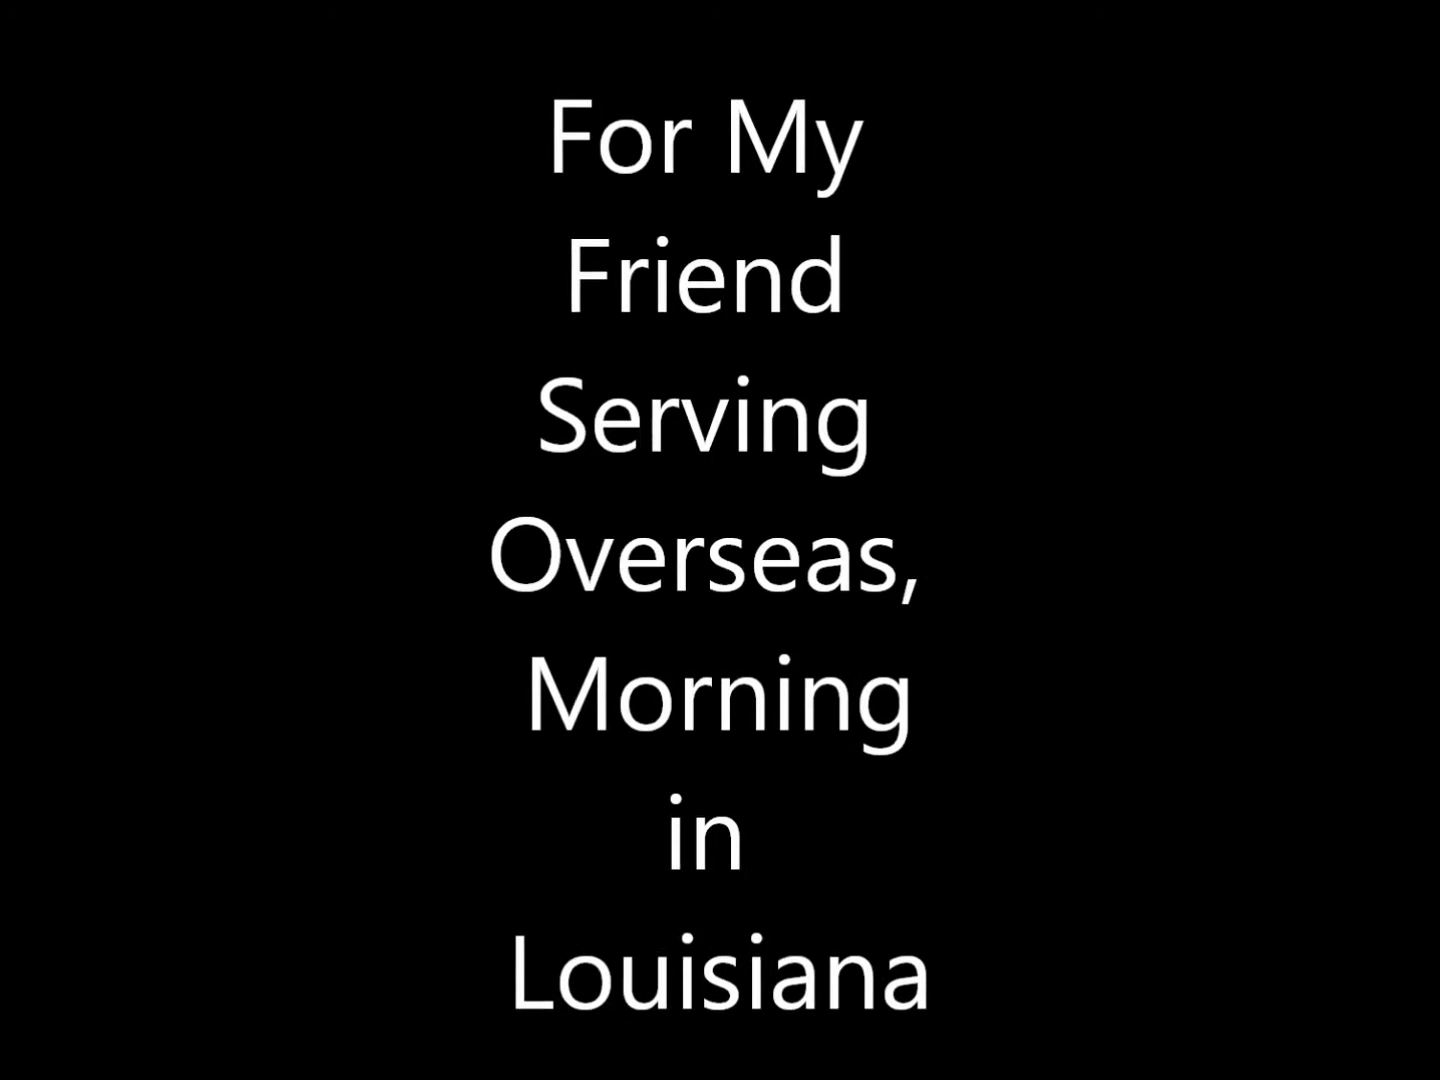 For My
Friend
Serving
Overseas,
Morning
in
Louisiana